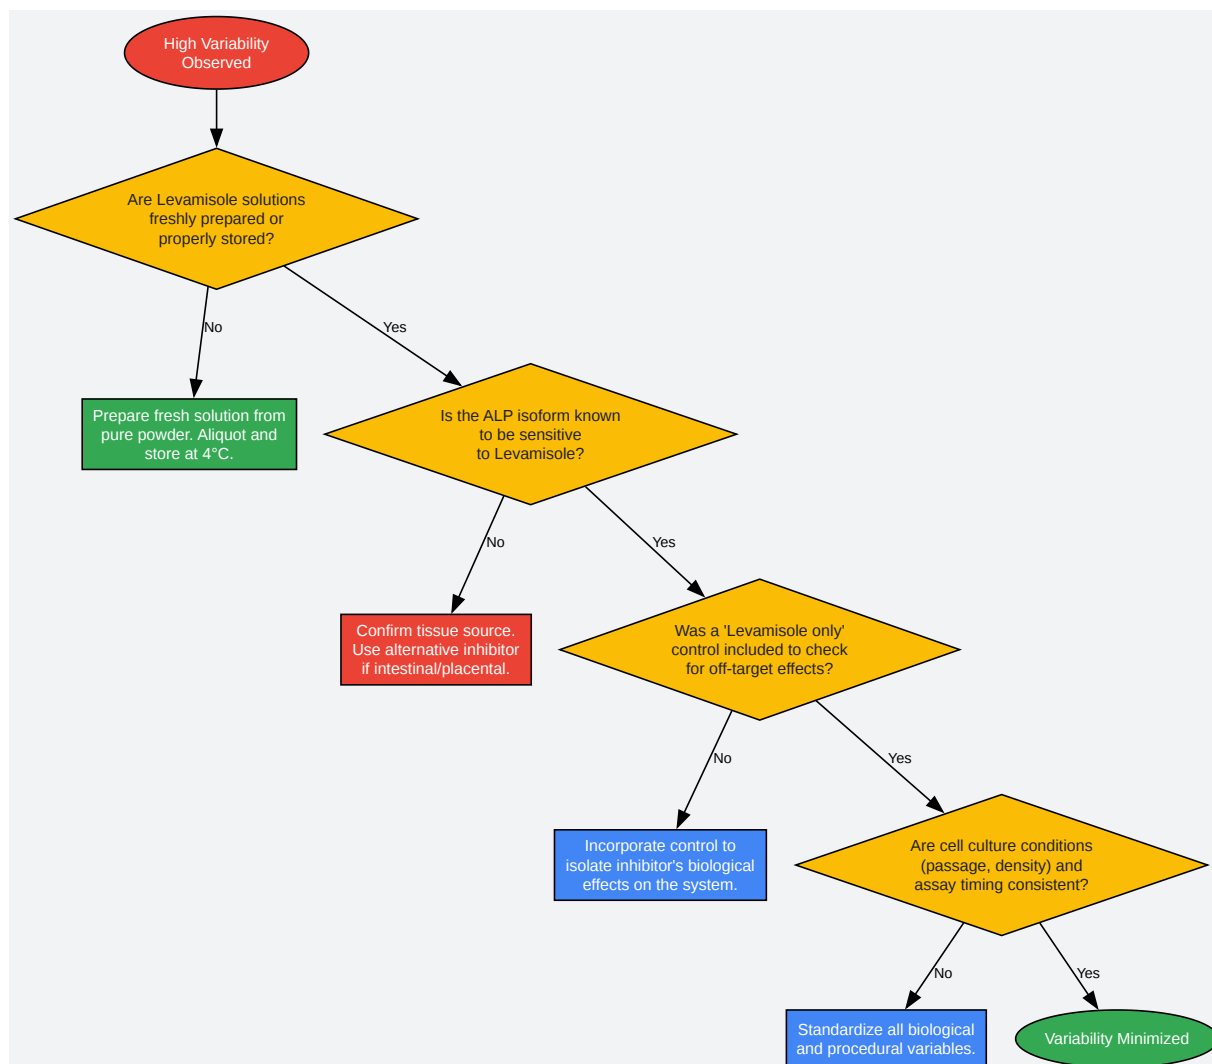 High Variability
Observed
Are Levamisole solutions
freshly prepared or
properly stored?
No
Yes
Prepare fresh solution from
pure powder. Aliquot and
store at 4°C.
Is the ALP isoform known
to be sensitive
to Levamisole?
No
Yes
Confirm tissue source.
Use alternative inhibitor
if intestinal/placental.
Was a 'Levamisole only'
control included to check
for off-target effects?
No
Yes
Incorporate control to
isolate inhibitor's biological
effects on the system.
Are cell culture conditions
(passage, density) and
assay timing consistent?
No
Yes
Standardize all biological
and procedural variables.
Variability Minimized